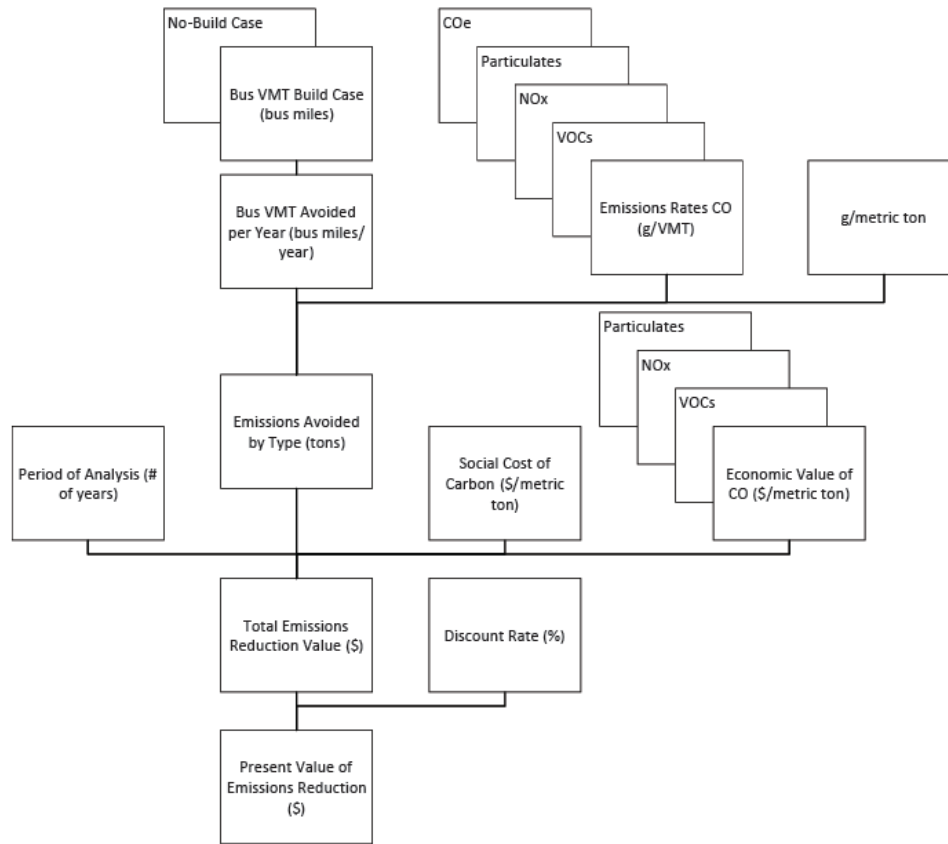 No-Build Case
Bus VMT Build Case
(bus miles)
Bus VMT Avoided
per Year (bus miles/
year)
COe
Particulates
NOx
VOCs
Emissions Rates CO
(g/VMT)
g/metric ton
Emissions Avoided
by Type (tons)
Particulates
NOx
VOCs
Economic Value of
CO ($/metric ton)
Period of Analysis (#
of years)
Social Cost of
Carbon ($/metric
ton)
Total Emissions
Reduction Value ($)
Discount Rate (%)
Present Value of
Emissions Reduction
($)